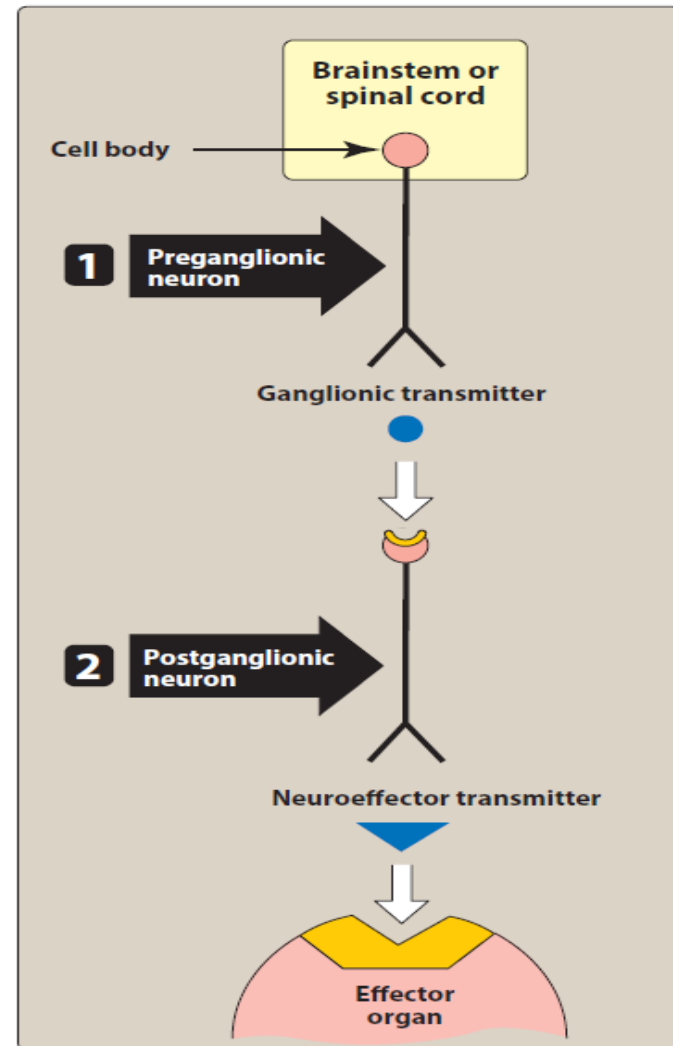 Brainstem or
spinal cord
Cell body
1
Preganglionic
neuron
Ganglionic transmitter
2
Postganglionic
neuron
Neuroeffector transmitter
Effector
organ